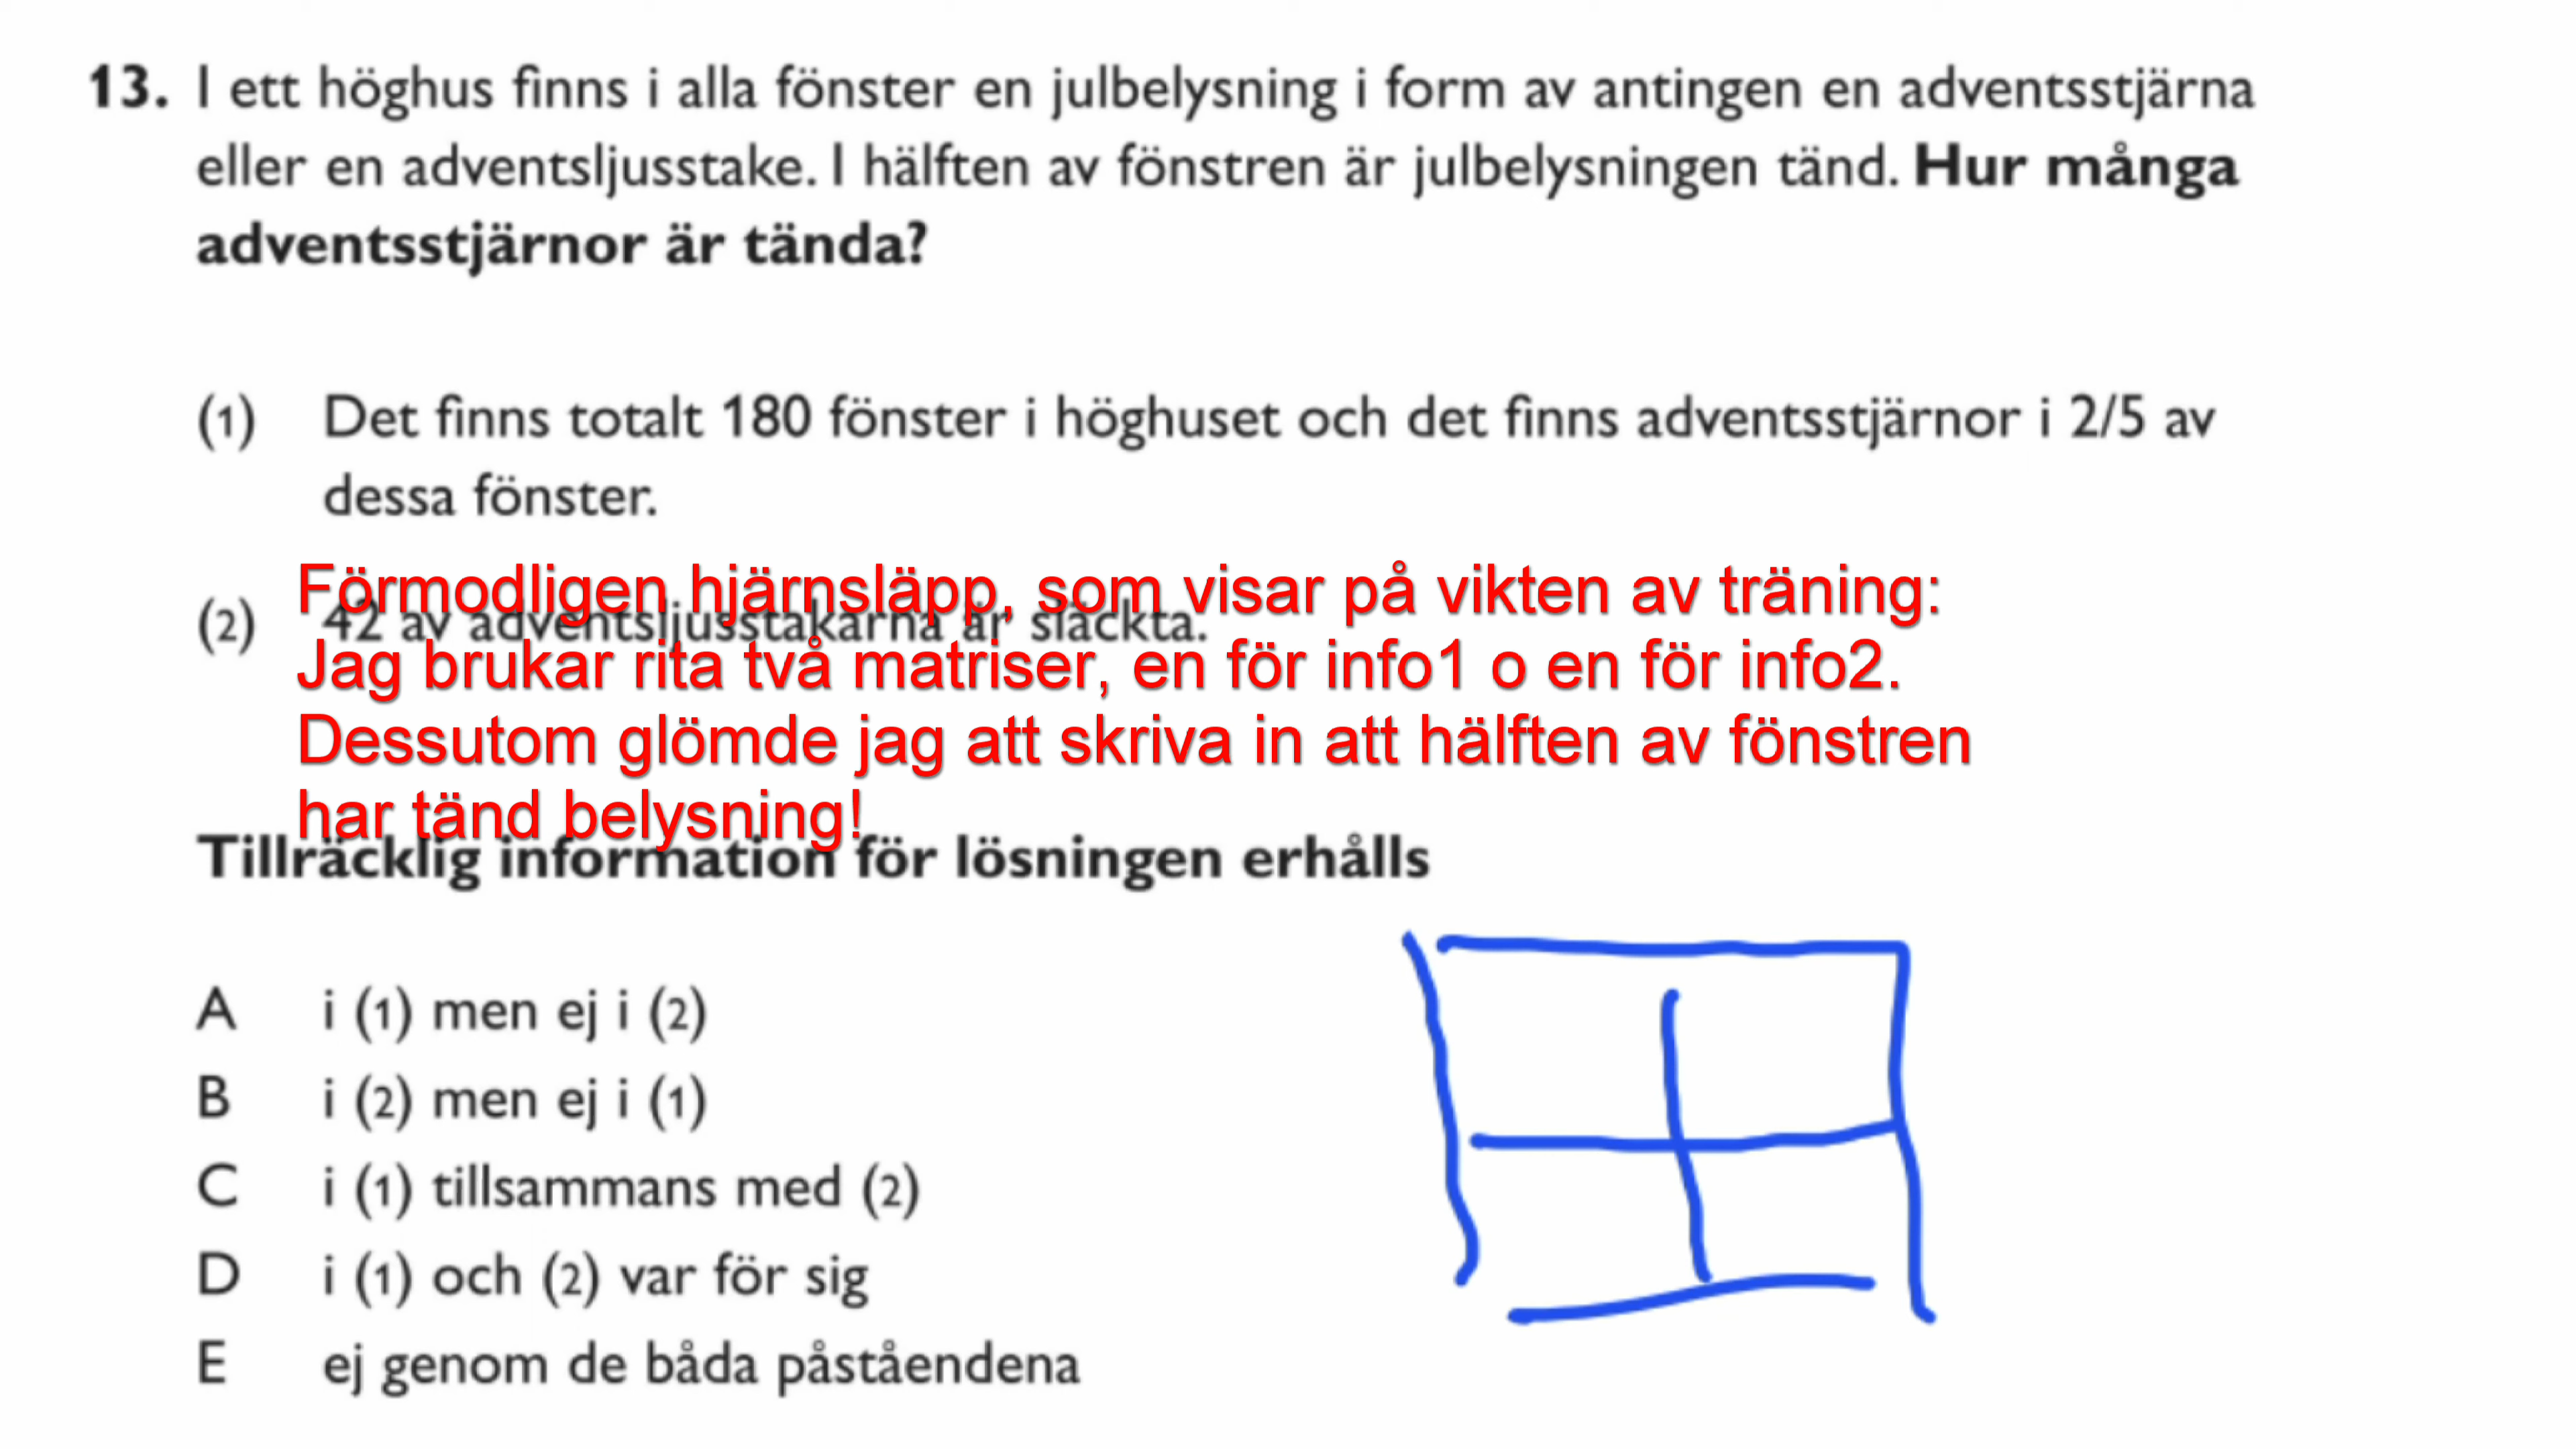 13. I ett höghus finns i alla fönster en julbelysning i form av antingen en adventsstjärna
eller en adventsljusstake. I hälften av fönstren är julbelysningen tänd. Hur många
adventsstjärnor är tända?
(1) Det finns totalt 180 fönster i höghuset och det finns adventsstjärnor i 2/5 av
dessa fönster.
Förmodligen hjärnsläpp, som visar på vikten av träning:
(2) 42 av adventsljusstakarna är släckta.
Jag brukar rita två matriser, en för info1 o en för info2.
Dessutom glömde jag att skriva in att hälften av fönstren
har tänd belysning!
Tillräcklig information för lösningen erhålls
A i (1) men ej i (2)
B i (2) men ej i (1)
C i (1) tillsammans med (2)
D i (1) och (2) var för sig
E ej genom de båda påståendena